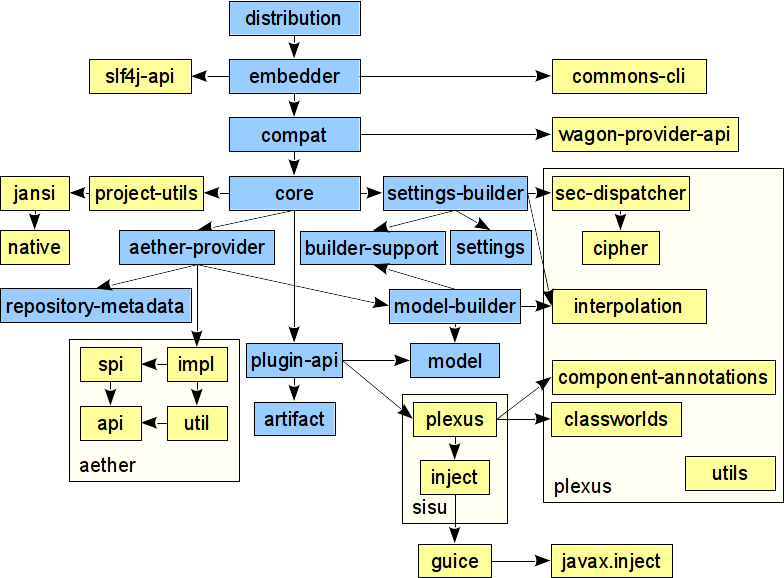 distribution
slf4j-api
embedder
commons-cli
compat
wagon-provider-api
jansi
project-utils
core
settings-builder
sec-dispatcher
native
aether-provider
builder-support
settings
cipher
repository-metadata
model-builder
interpolation
spi
impl
plugin-api
model
component-annotations
api
util
artifact
plexus
classworlds
aether
inject
utils
sisu
plexus
guice
javax.inject